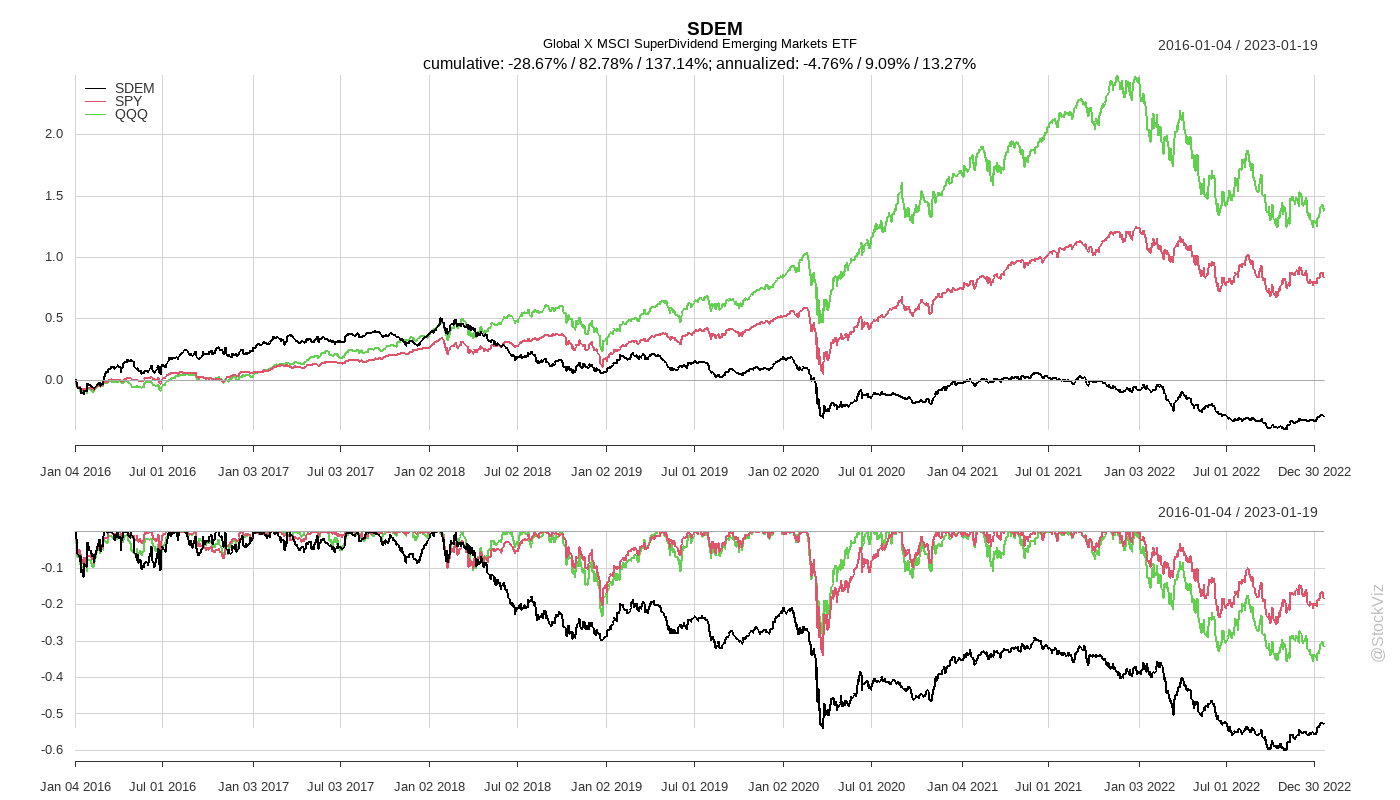 SDEM
Global X MSCI SuperDividend Emerging Markets ETF
2016-01-04 / 2023-01-19
cumulative: -28.67% / 82.78% / 137.14%; annualized: -4.76% / 9.09% / 13.27%
SDEM
SPY
QQQ
2.0
1.5
1.0
0.5
0.0
Jan 04 2016 Jul 01 2016 Jan 03 2017 Jul 03 2017 Jan 02 2018 Jul 02 2018 Jan 02 2019 Jul 01 2019 Jan 02 2020 Jul 01 2020 Jan 04 2021 Jul 01 2021 Jan 03 2022 Jul 01 2022 Dec 30 2022
2016-01-04 / 2023-01-19
-0.1
-0.2
-0.3
-0.4
-0.5
-0.6
Jan 04 2016 Jul 01 2016 Jan 03 2017 Jul 03 2017 Jan 02 2018 Jul 02 2018 Jan 02 2019 Jul 01 2019 Jan 02 2020 Jul 01 2020 Jan 04 2021 Jul 01 2021 Jan 03 2022 Jul 01 2022 Dec 30 2022
@StockViz